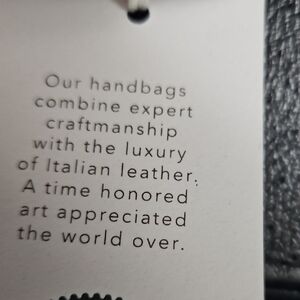 Our handbags
combine expert
craftmanship
with the luxury
of Italian leather.
A time honored
art appreciated
the world over.